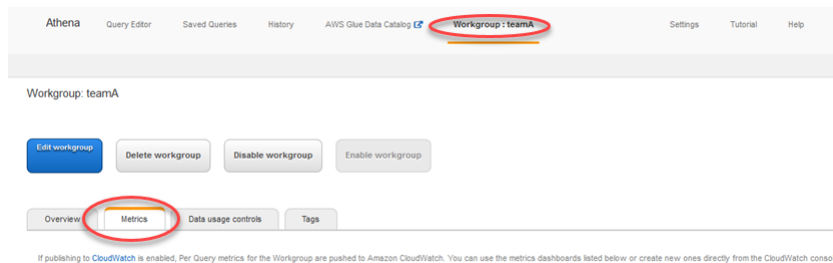 Athena Query Editor Saved Queries History AWS Glue Data Catalog Workgroup : teamA Settings Tutorial Help
Workgroup: teamA
Edit workgroup Delete workgroup Disable workgroup Enable workgroup
Overview Metrics Data usage controls Tags
If publishing to CloudWatch is enabled, Per Query metrics for the Workgroup are pushed to Amazon CloudWatch. You can use the metrics dashboards listed below or create new ones directly from the CloudWatch